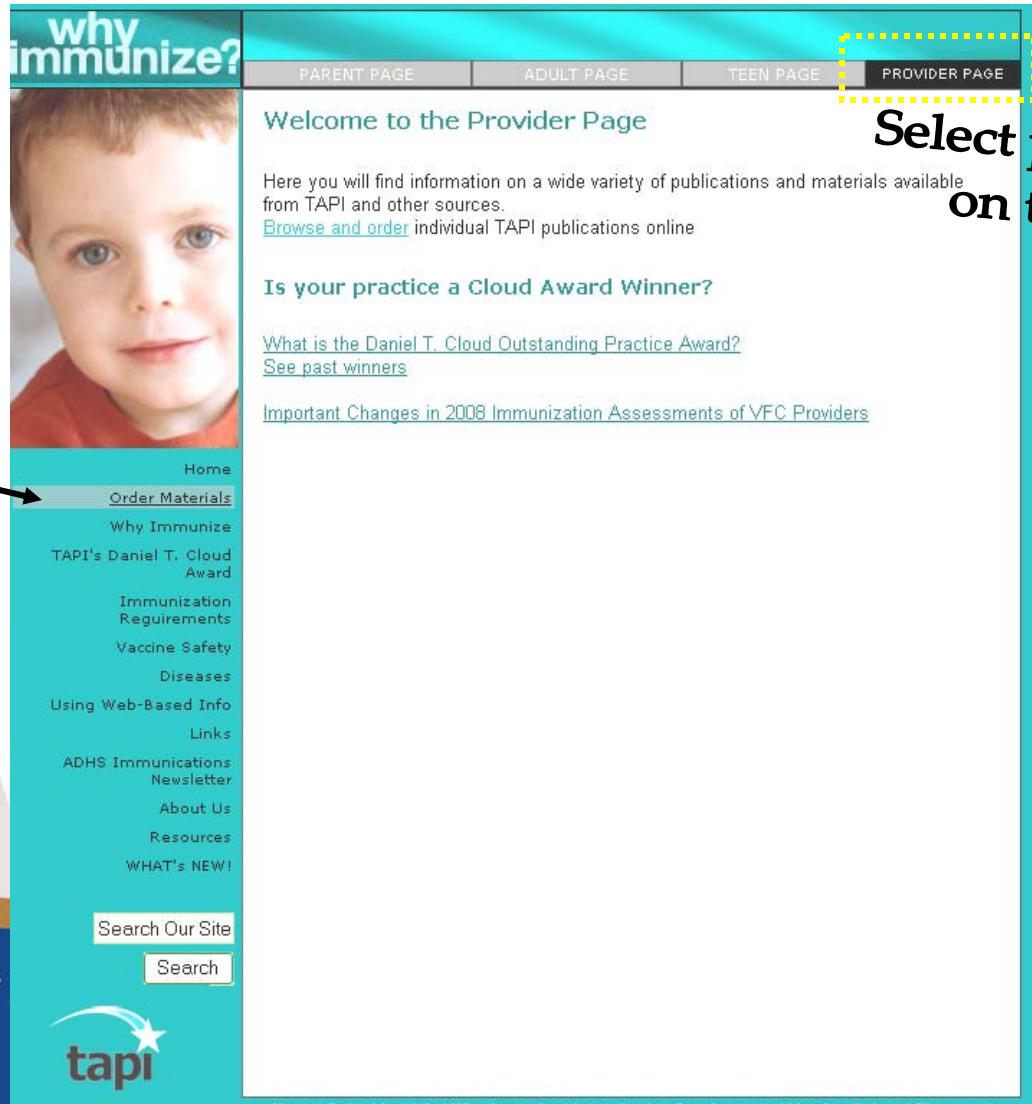 why
immunize?
PARENT PAGE
ADULT PAGE
TEEN PAGE
PROVIDER PAGE
Select
on
Welcome to the Provider Page
Here you will find information on a wide variety of publications and materials available
from TAPI and other sources.
Browse and order individual TAPI publications online
Is your practice a Cloud Award Winner?
What is the Daniel T. Cloud Outstanding Practice Award?
See past winners
Important Changes in 2008 Immunization Assessments of VFC Providers
Home
Order Materials
Why Immunize
TAPI's Daniel T. Cloud
Award
Immunization
Reguirements
Vaccine Safety
Diseases
Using Web-Based Info
Links
ADHS Immunications
Newsletter
About Us
Resources
WHAT's NEW!
Search Our Site
Search
tapi